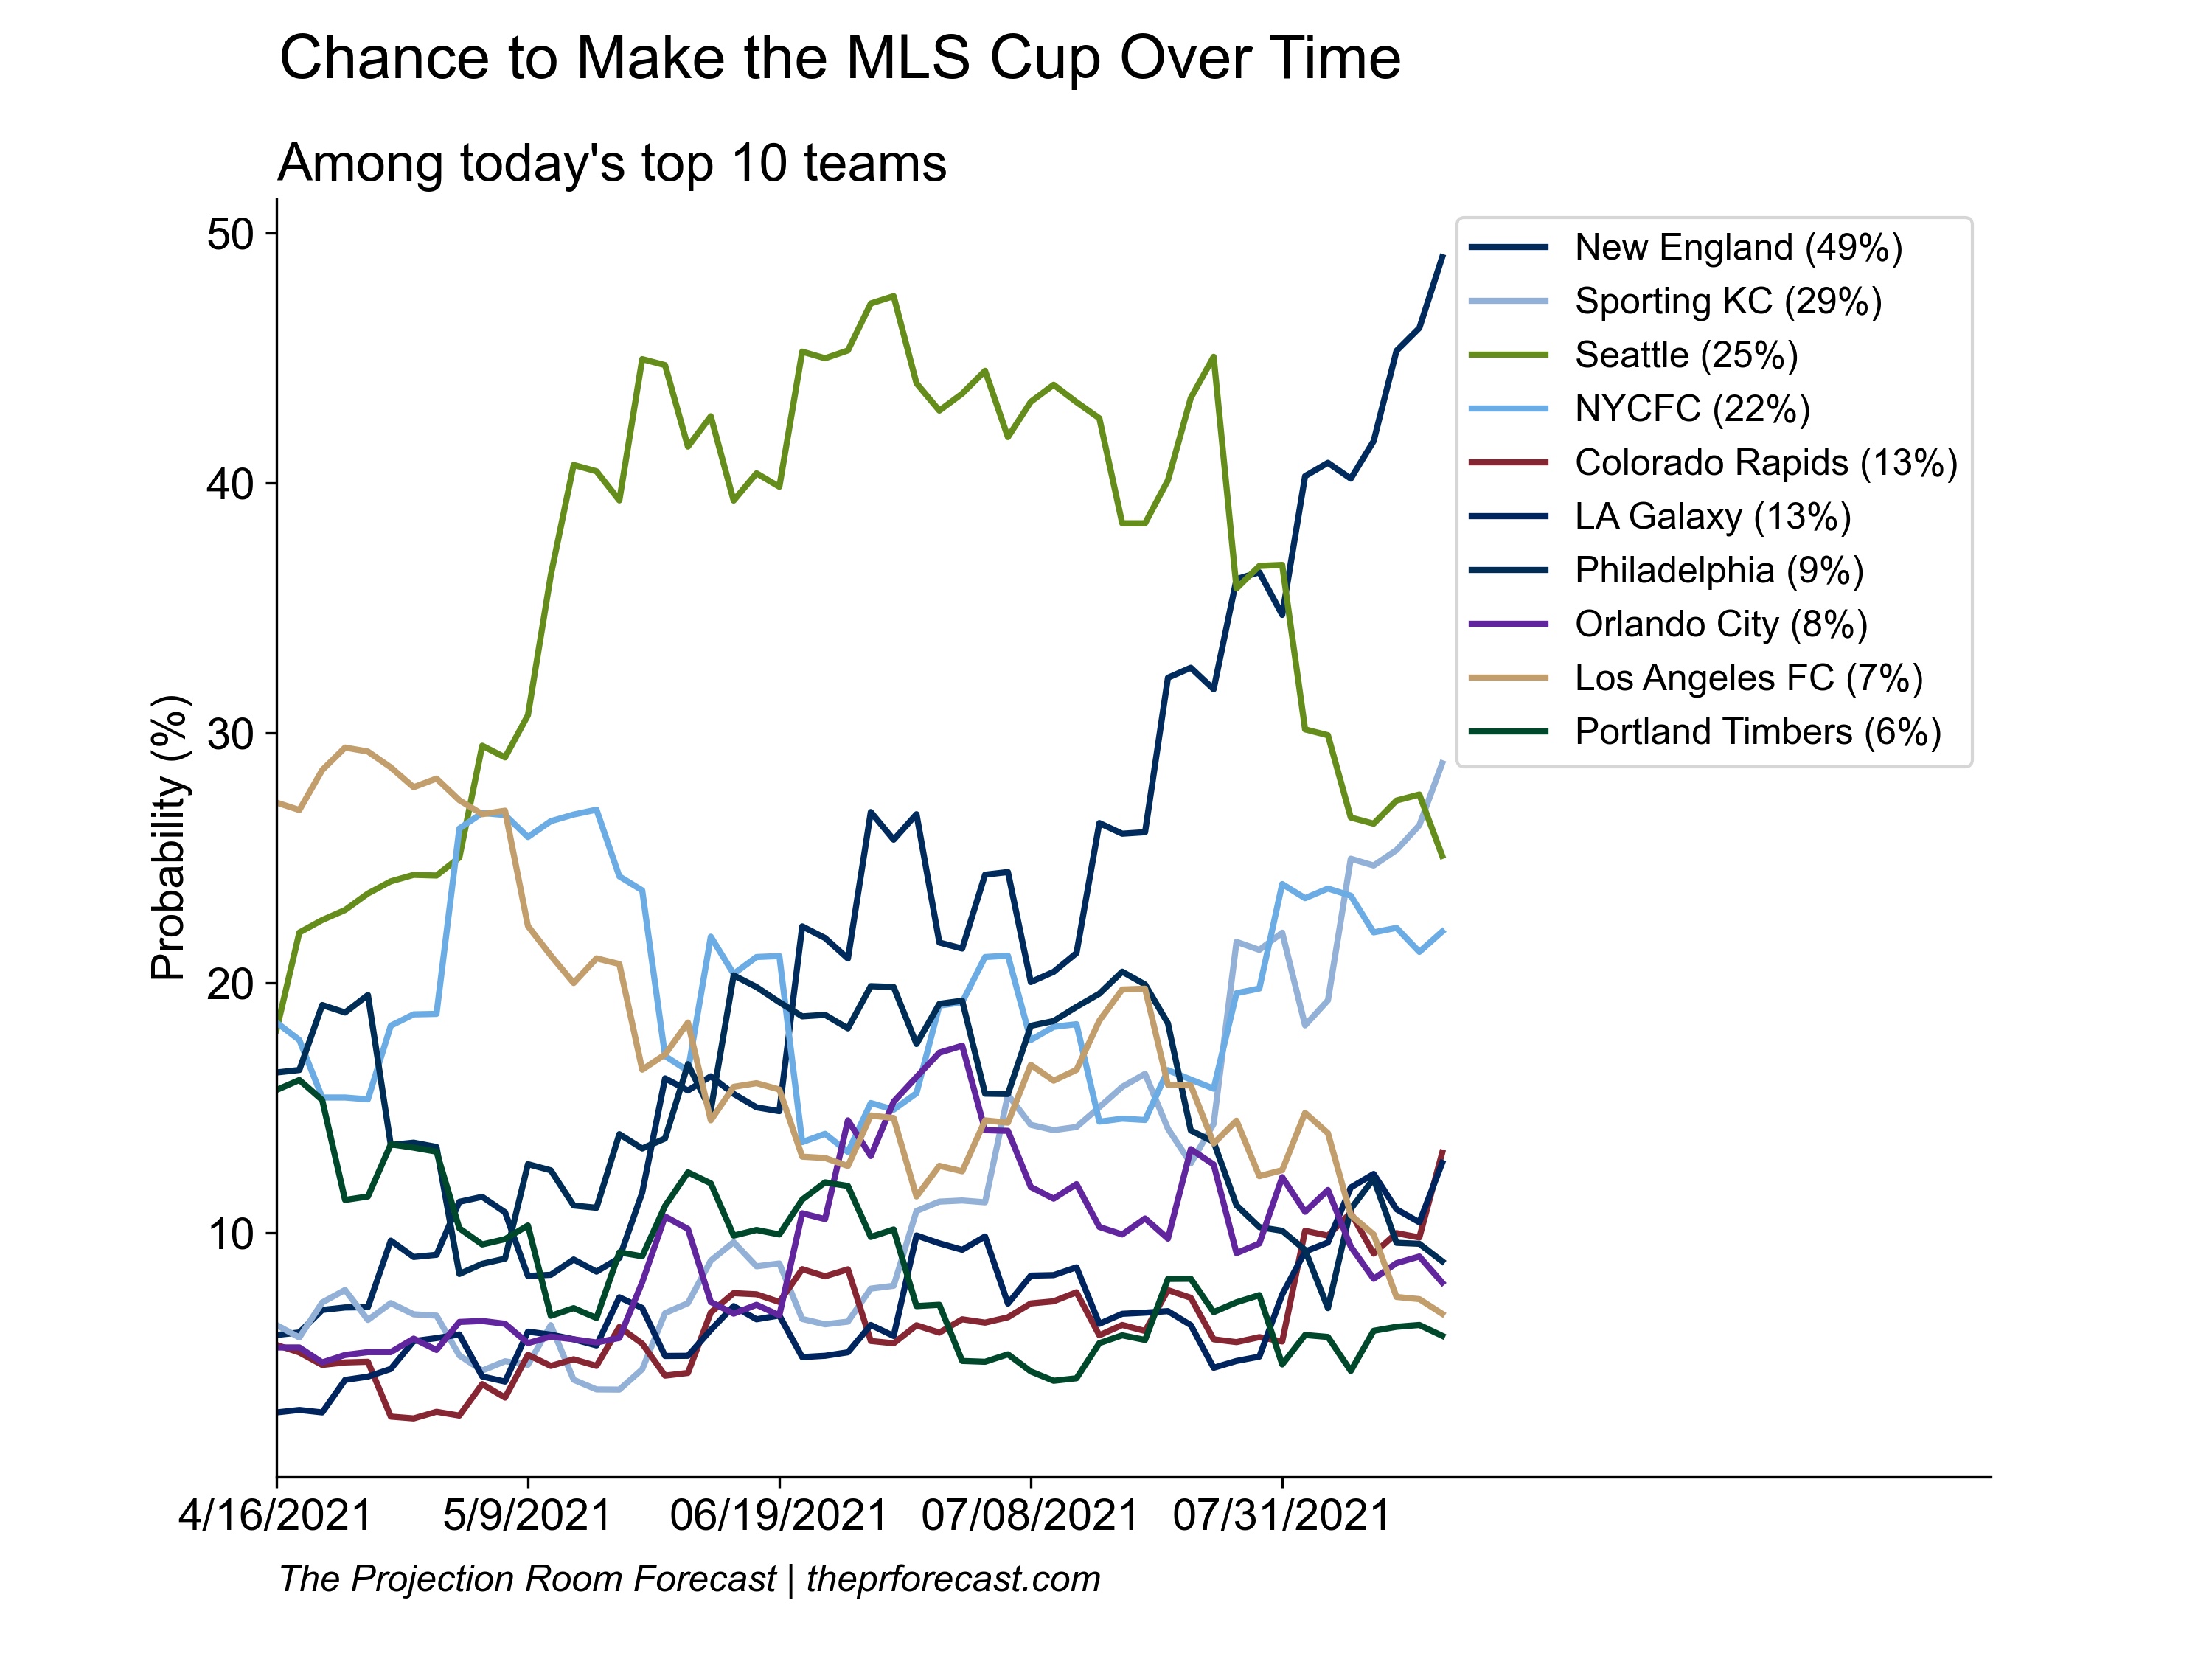 Chance to Make the MLS Cup Over Time
Among today's top 10 teams
50
40
30
20
10
Probability (%)
New England (49%)
Sporting KC (29%)
Seattle (25%)
NYCFC (22%)
Colorado Rapids (13%)
LA Galaxy (13%)
Philadelphia (9%)
Orlando City (8%)
Los Angeles FC (7%)
Portland Timbers (6%)
4/16/2021 5/9/2021 06/19/2021 07/08/2021 07/31/2021
The Projection Room Forecast | theprforecast.com